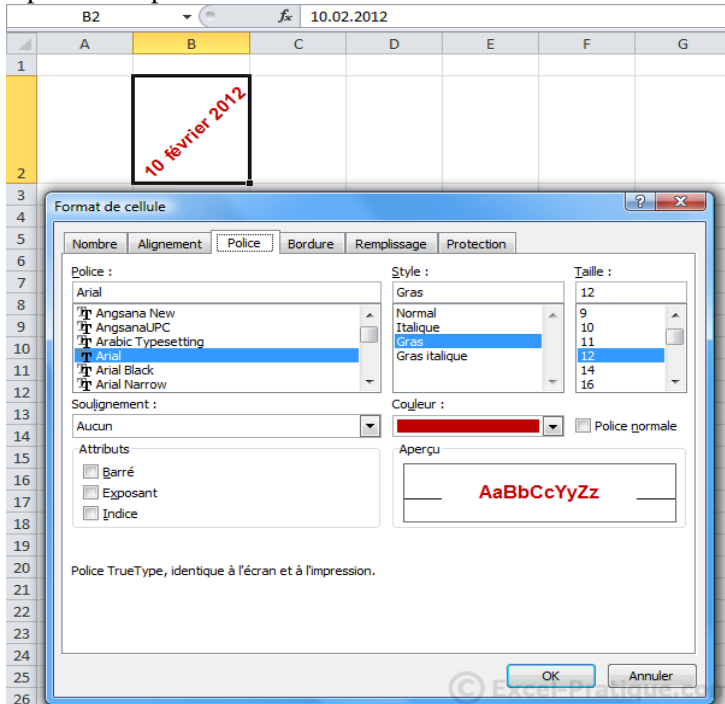 B2 fx 10.02.2012
A B C D E F G
1
10 février 2012
2
3
Format de cellule
4
5
Nombre Alignement Police Bordure Remplissage Protection
6
Police : Style : Taille :
7
Arial Gras 12
8
Angsana New Normal 9
9
AngsanaUPC Italique 10
10
Arabic Typesetting Gras 11
Arial Gras italique 12
11
Arial Black 14
12
Arial Narrow 16
13
Soulignement : Couleur :
14
Aucun Police normale
15
Attributs Aperçu
16
Barré
17
Exposant AaBbCcYyZz
18
Indice
19
20
Police TrueType, identique à l'écran et à l'impression.
21
22
23
24
25
OK Annuler
© Excel-Pratique.com
26